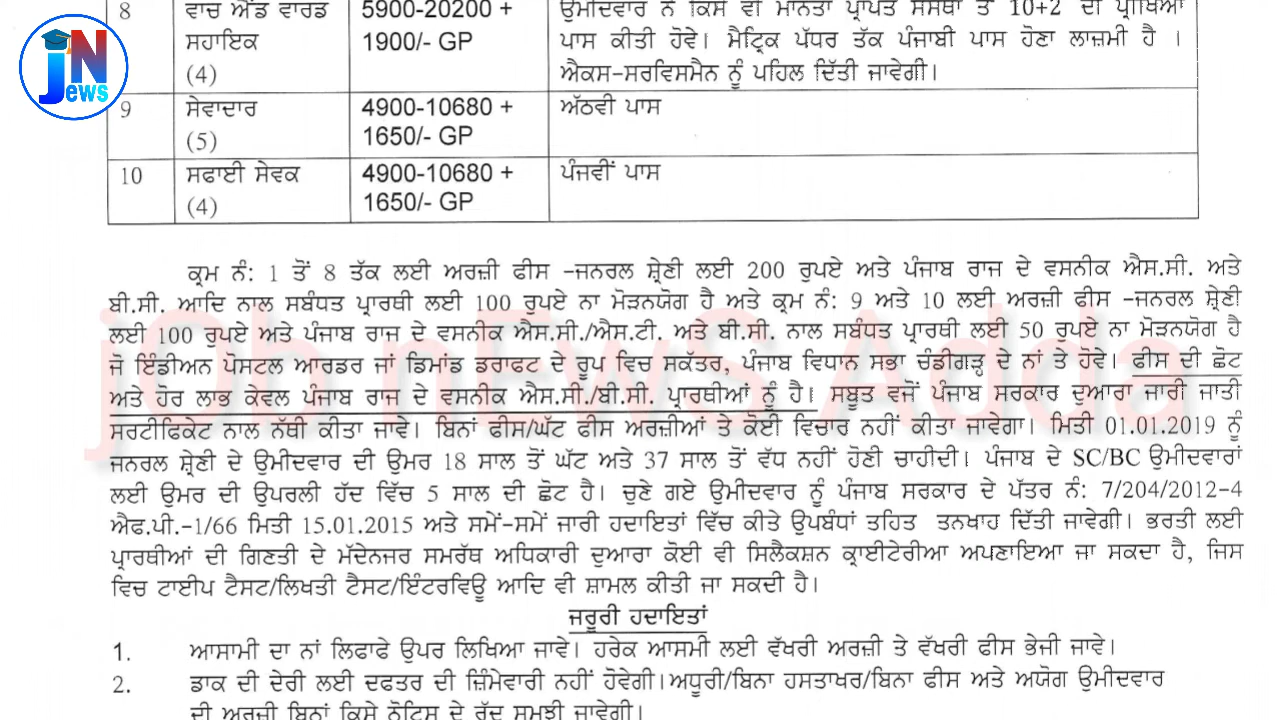 8 ਵਾਚ ਐਂਡ ਵਾਰਡ 5900-20200 + ਉਮੀਦਵਾਰ ਨੇ ਕਿਸੇ ਵੀ ਮਾਨਤਾ ਪ੍ਰਾਪਤ ਸੰਸਥਾ ਤੋਂ 10+2 ਦੀ ਪ੍ਰੀਖਿਆ
ਸਹਾਇਕ 1900/- GP ਪਾਸ ਕੀਤੀ ਹੋਵੇ। ਮੈਟ੍ਰਿਕ ਪੱਧਰ ਤੱਕ ਪੰਜਾਬੀ ਪਾਸ ਹੋਣਾ ਲਾਜ਼ਮੀ ਹੈ ।
(4) ਐਕਸ-ਸਰਵਿਸਮੈਨ ਨੂੰ ਪਹਿਲ ਦਿੱਤੀ ਜਾਵੇਗੀ।
JN
ews
9 ਸੇਵਾਦਾਰ 4900-10680 + ਅੱਠਵੀ ਪਾਸ
(5) 1650/- GP
10 ਸਫਾਈ ਸੇਵਕ 4900-10680 + ਪੰਜਵੀਂ ਪਾਸ
(4) 1650/- GP
ਕ੍ਰਮ ਨੰ: 1 ਤੋਂ 8 ਤੱਕ ਲਈ ਅਰਜ਼ੀ ਫੀਸ -ਜਨਰਲ ਸ਼੍ਰੇਣੀ ਲਈ 200 ਰੁਪਏ ਅਤੇ ਪੰਜਾਬ ਰਾਜ ਦੇ ਵਸਨੀਕ ਐਸ.ਸੀ. ਅਤੇ
ਬੀ.ਸੀ. ਆਦਿ ਨਾਲ ਸਬੰਧਤ ਪ੍ਰਾਰਥੀ ਲਈ 100 ਰੁਪਏ ਨਾ ਮੋੜਨਯੋਗ ਹੈ ਅਤੇ ਕ੍ਰਮ ਨੰ: 9 ਅਤੇ 10 ਲਈ ਅਰਜ਼ੀ ਫੀਸ -ਜਨਰਲ ਸ਼੍ਰੇਣੀ
ਲਈ 100 ਰੁਪਏ ਅਤੇ ਪੰਜਾਬ ਰਾਜ ਦੇ ਵਸਨੀਕ ਐਸ.ਸੀ./ਐਸ.ਟੀ. ਅਤੇ ਬੀ.ਸੀ. ਨਾਲ ਸਬੰਧਤ ਪ੍ਰਾਰਥੀ ਲਈ 50 ਰੁਪਏ ਨਾ ਮੋੜਨਯੋਗ ਹੈ
ਜੋ ਇੰਡੀਅਨ ਪੋਸਟਲ ਆਰਡਰ ਜਾਂ ਡਿਮਾਂਡ ਡਰਾਫਟ ਦੇ ਰੂਪ ਵਿਚ ਸਕੱਤਰ, ਪੰਜਾਬ ਵਿਧਾਨ ਸਭਾ ਚੰਡੀਗੜ੍ਹ ਦੇ ਨਾਂ ਤੇ ਹੋਵੇ। ਫੀਸ ਦੀ ਛੋਟ
ਅਤੇ ਹੋਰ ਲਾਭ ਕੇਵਲ ਪੰਜਾਬ ਰਾਜ ਦੇ ਵਸਨੀਕ ਐਸ.ਸੀ./ਬੀ.ਸੀ. ਪ੍ਰਾਰਥੀਆਂ ਨੂੰ ਹੈ। ਸਬੂਤ ਵਜੋਂ ਪੰਜਾਬ ਸਰਕਾਰ ਦੁਆਰਾ ਜਾਰੀ ਜਾਤੀ
jOb nEwS Adda
ਸਰਟੀਫਿਕੇਟ ਨਾਲ ਨੱਥੀ ਕੀਤਾ ਜਾਵੇ। ਬਿਨਾਂ ਫੀਸ/ਘੱਟ ਫੀਸ ਅਰਜ਼ੀਆਂ ਤੇ ਕੋਈ ਵਿਚਾਰ ਨਹੀਂ ਕੀਤਾ ਜਾਵੇਗਾ। ਮਿਤੀ 01.01.2019 ਨੂੰ
ਜਨਰਲ ਸ਼੍ਰੇਣੀ ਦੇ ਉਮੀਦਵਾਰ ਦੀ ਉਮਰ 18 ਸਾਲ ਤੋਂ ਘੱਟ ਅਤੇ 37 ਸਾਲ ਤੋਂ ਵੱਧ ਨਹੀਂ ਹੋਣੀ ਚਾਹੀਦੀ। ਪੰਜਾਬ ਦੇ SC/BC ਉਮੀਦਵਾਰਾਂ
ਲਈ ਉਮਰ ਦੀ ਉਪਰਲੀ ਹੱਦ ਵਿੱਚ 5 ਸਾਲ ਦੀ ਛੋਟ ਹੈ। ਚੁਣੇ ਗਏ ਉਮੀਦਵਾਰ ਨੂੰ ਪੰਜਾਬ ਸਰਕਾਰ ਦੇ ਪੱਤਰ ਨੰ: 7/204/2012-4
ਐਫ.ਪੀ.-1/66 ਮਿਤੀ 15.01.2015 ਅਤੇ ਸਮੇਂ-ਸਮੇਂ ਜਾਰੀ ਹਦਾਇਤਾਂ ਵਿੱਚ ਕੀਤੇ ਉਪਬੰਧਾਂ ਤਹਿਤ ਤਨਖਾਹ ਦਿੱਤੀ ਜਾਵੇਗੀ। ਭਰਤੀ ਲਈ
ਪ੍ਰਾਰਥੀਆਂ ਦੀ ਗਿਣਤੀ ਦੇ ਮੱਦੇਨਜਰ ਸਮਰੱਥ ਅਧਿਕਾਰੀ ਦੁਆਰਾ ਕੋਈ ਵੀ ਸਿਲੈਕਸ਼ਨ ਕ੍ਰਾਈਟੇਰੀਆ ਅਪਣਾਇਆ ਜਾ ਸਕਦਾ ਹੈ, ਜਿਸ
ਵਿਚ ਟਾਈਪ ਟੈਸਟ/ਲਿਖਤੀ ਟੈਸਟ/ਇੰਟਰਵਿਊ ਆਦਿ ਵੀ ਸ਼ਾਮਲ ਕੀਤੀ ਜਾ ਸਕਦੀ ਹੈ।
ਜਰੂਰੀ ਹਦਾਇਤਾਂ
1. ਆਸਾਮੀ ਦਾ ਨਾਂ ਲਿਫਾਫੇ ਉਪਰ ਲਿਖਿਆ ਜਾਵੇ। ਹਰੇਕ ਆਸਮੀ ਲਈ ਵੱਖਰੀ ਅਰਜ਼ੀ ਤੇ ਵੱਖਰੀ ਫੀਸ ਭੇਜੀ ਜਾਵੇ।
2. ਡਾਕ ਦੀ ਦੇਰੀ ਲਈ ਦਫਤਰ ਦੀ ਜ਼ਿੰਮੇਵਾਰੀ ਨਹੀਂ ਹੋਵੇਗੀ।ਅਧੂਰੀ/ਬਿਨਾ ਹਸਤਾਖਰ/ਬਿਨਾ ਫੀਸ ਅਤੇ ਅਯੋਗ ਉਮੀਦਵਾਰ
ਦੀ ਅਰਜ਼ੀ ਬਿਨਾਂ ਕਿਸੇ ਨੋਟਿਸ ਦੇ ਰੱਦ ਸਮਝੀ ਜਾਵੇਗੀ।